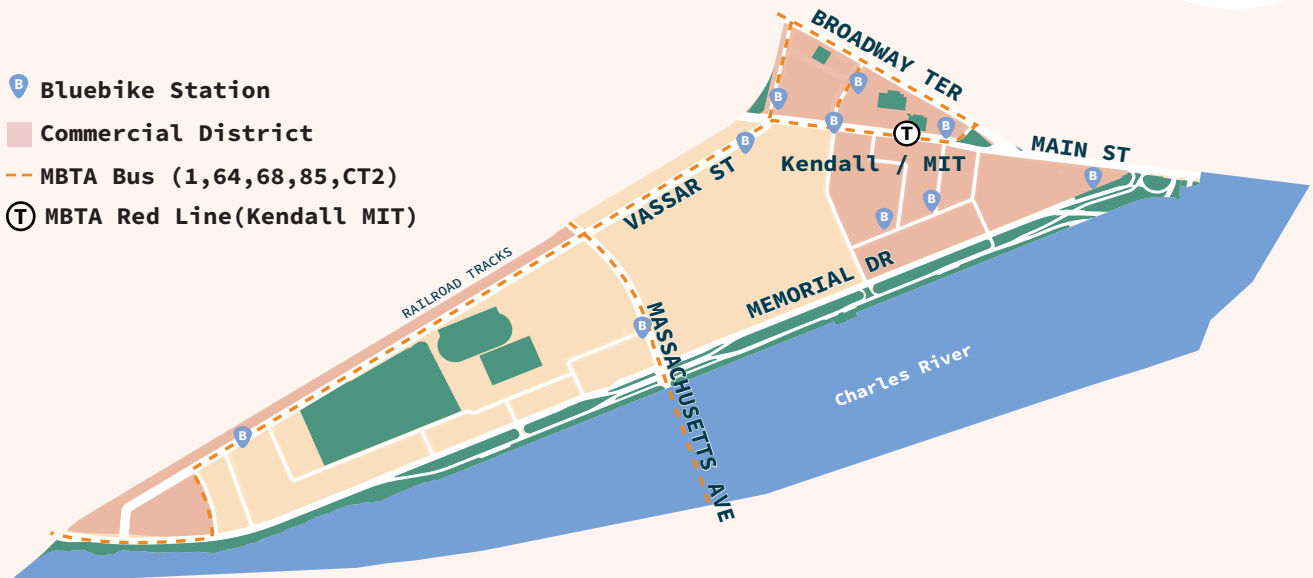 B Bluebike Station
Commercial District
MBTA Bus (1,64,68,85,CT2)
T MBTA Red Line(Kendall MIT)
BROADWAY TER
B
B
B
B
T
MAIN ST
B
Kendall / MIT
B
VASSAR ST
B
B
RAILROAD TRACKS
MEMORIAL DR
B
MASSACHUSETTS AVE
Charles River
B